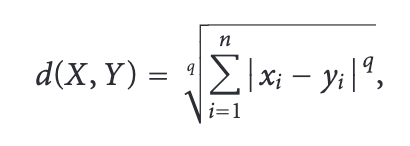 d(X, Y) = \sqrt[q]{\sum_{i=1}^{n} | x_i − y_i |^q},